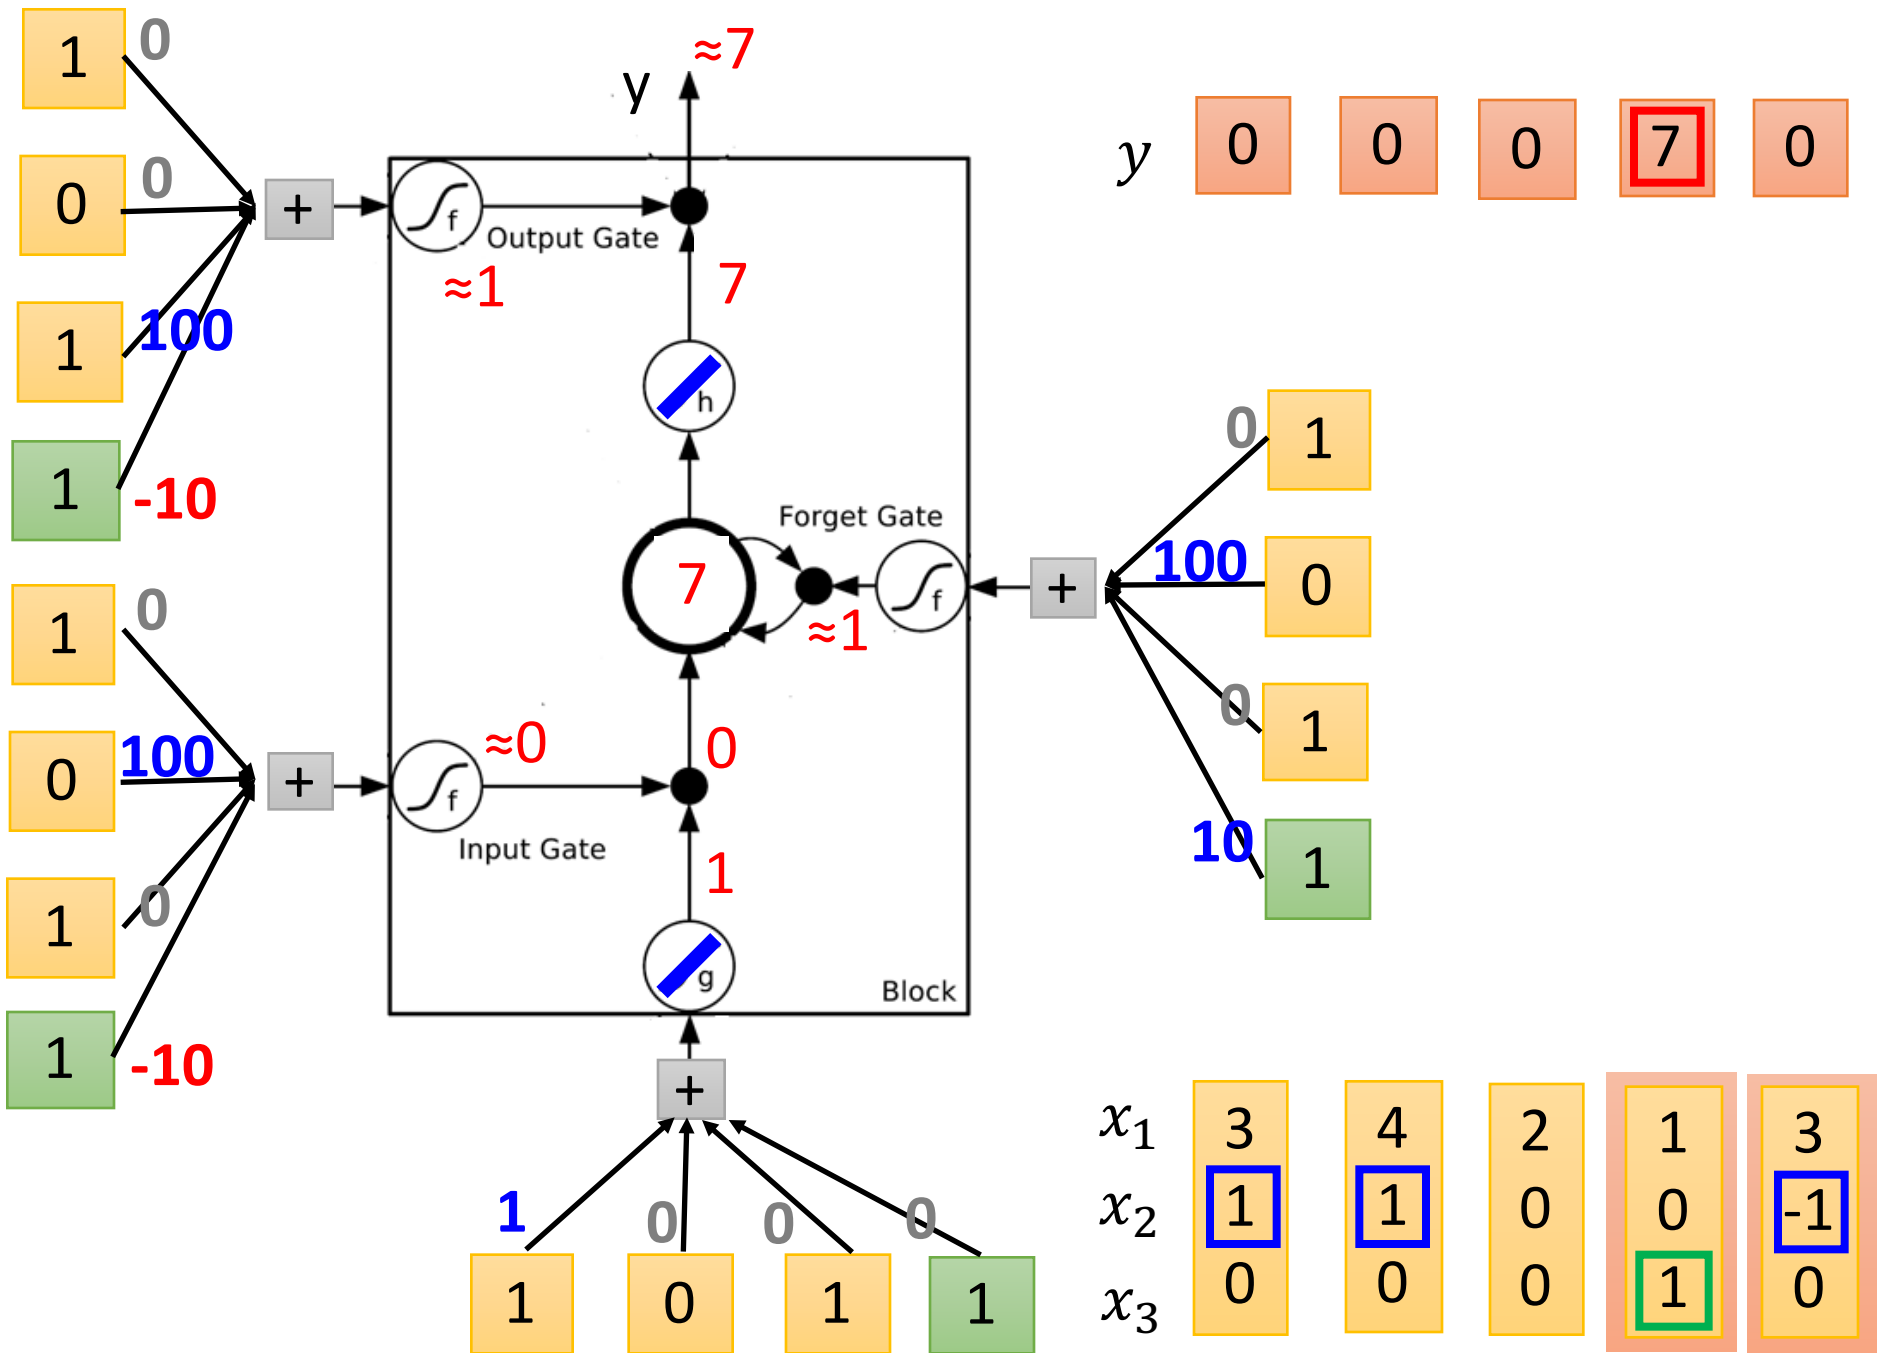 1 0
0 0
1 100
1 -10
+
≈7
y
f
Output Gate
≈1
7
h
y 0 0 0 7 0
Forget Gate
7
f
≈1
+
0 1
100 0
0 1
10 1
1 0
0 100
1 0
1 -10
+
f
≈0
Input Gate
0
1
g
Block
+
1 0 0 0
1 0 1 1
x₁ 3 4 2 1 3
x₂ 1 1 0 0 -1
x₃ 0 0 0 1 0